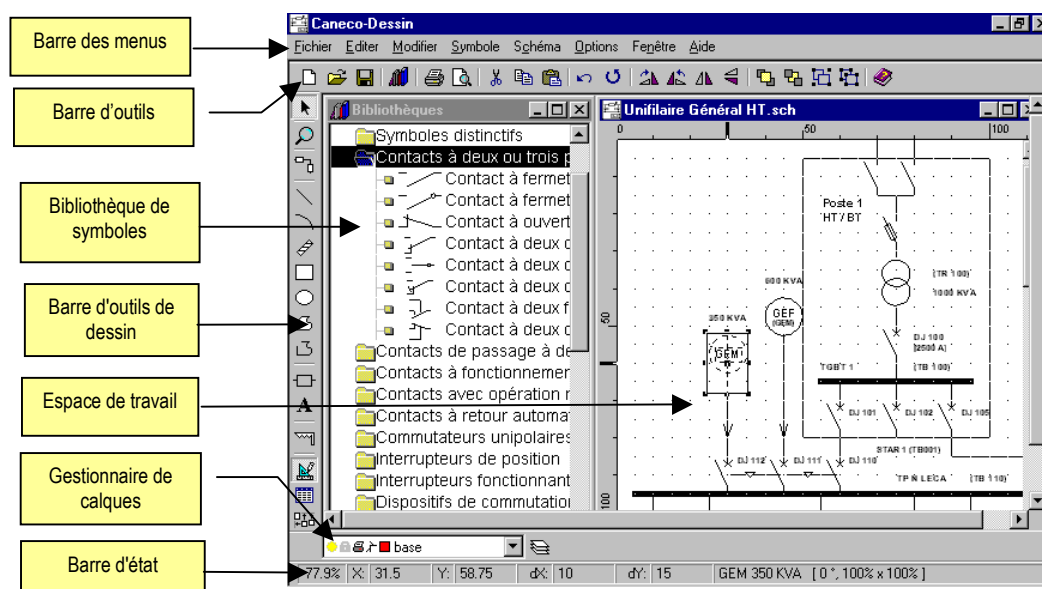 Caneco-Dessin
Barre des menus
Fichier Editer Modifier Symbole Schéma Options Fenêtre Aide
Barre d'outils
Bibliothèques
Unifilaire Général HT.sch
0 50 100
Symboles distinctifs
Contacts à deux ou trois p
Contact à fermet
Contact à fermet
Contact à ouvert
Contact à deux d
Contact à deux d
Contact à deux d
Contact à deux f
Contact à deux d
Contacts de passage à de
Contacts à fonctionnemen
Contacts avec opération m
Contacts à retour automa
Commutateurs unipolaires
Interrupteurs de position
Interrupteurs fonctionnant
Dispositifs de commutation
Bibliothèque de
symboles
Barre d'outils de
dessin
Espace de travail
Gestionnaire de
calques
Barre d'état
Poste 1
HT / BT
(TR 100)
1000 KVA
600 KVA
GEF
(GEM)
350 KVA
GEM
50
DJ 100
(2500 A)
TGBT 1
(TB 100)
DJ 101 DJ 102 DJ 105
STAR 1 (TB001)
DJ 112 DJ 111 DJ 110
TP N LECA (TB 110)
100
A
base
77.9% X: 31.5 Y: 58.75 dX: 10 dY: 15 GEM 350 KVA [ 0 °, 100% x 100% ]